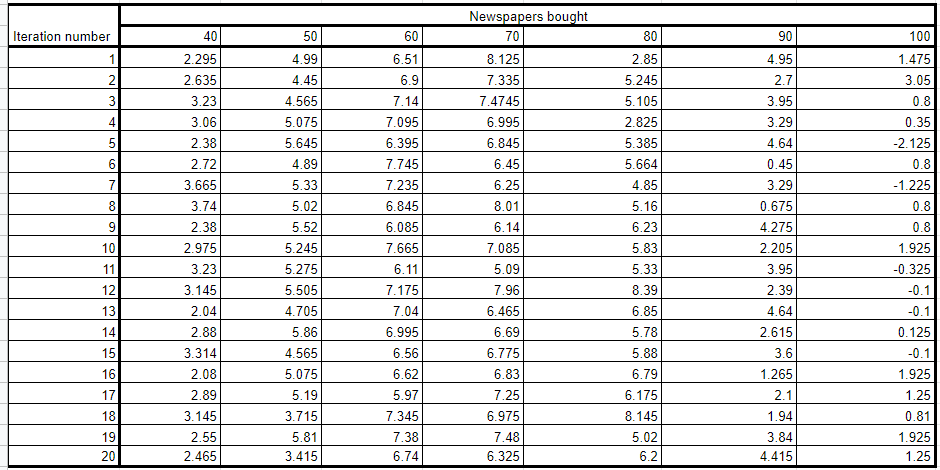 Newspapers bought
Iteration number 40 50 60 70 80 90 100
1 2.295 4.99 6.51 8.125 2.85 4.95 1.475
2 2.635 4.45 6.9 7.335 5.245 2.7 3.05
3 3.23 4.565 7.14 7.4745 5.105 3.95 0.8
4 3.06 5.075 7.095 6.995 2.825 3.29 0.35
5 2.38 5.645 6.395 6.845 5.385 4.64 -2.125
6 2.72 4.89 7.745 6.45 5.664 0.45 0.8
7 3.665 5.33 7.235 6.25 4.85 3.29 -1.225
8 3.74 5.02 6.845 8.01 5.16 0.675 0.8
9 2.38 5.52 6.085 6.14 6.23 4.275 0.8
10 2.975 5.245 7.665 7.085 5.83 2.205 1.925
11 3.23 5.275 6.11 5.09 5.33 3.95 -0.325
12 3.145 5.505 7.175 7.96 8.39 2.39 -0.1
13 2.04 4.705 7.04 6.465 6.85 4.64 -0.1
14 2.88 5.86 6.995 6.69 5.78 2.615 0.125
15 3.314 4.565 6.56 6.775 5.88 3.6 -0.1
16 2.08 5.075 6.62 6.83 6.79 1.265 1.925
17 2.89 5.19 5.97 7.25 6.175 2.1 1.25
18 3.145 3.715 7.345 6.975 8.145 1.94 0.81
19 2.55 5.81 7.38 7.48 5.02 3.84 1.925
20 2.465 3.415 6.74 6.325 6.2 4.415 1.25